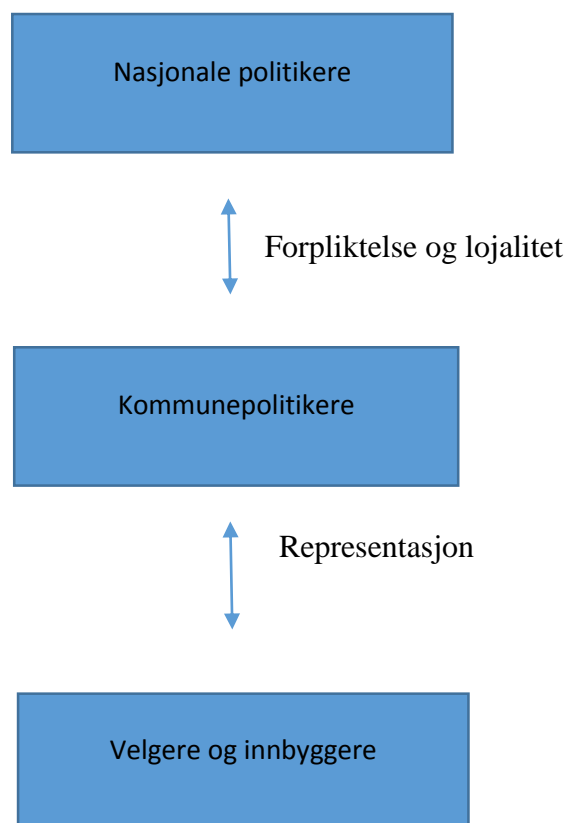 Nasjonale politikere
Forpliktelse og lojalitet
Kommunepolitikere
Representasjon
Velgere og innbyggere